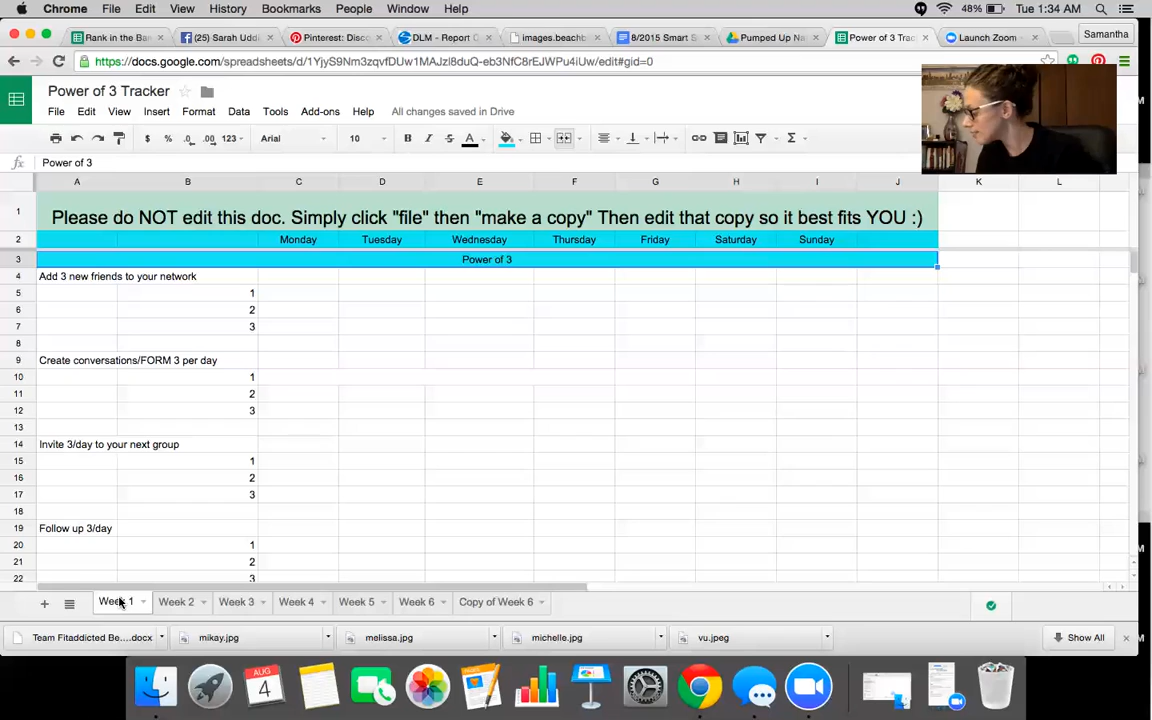 Chrome File Edit View History Bookmarks People Window Help 48% Tue 1:34 AM
Rank in the Ba (25) Sarah Udd Pinterest: Disco DLM - Report images.beachb 8/2015 Smart S Pumped Up Na Power of 3 Trac Launch Zoom Samantha
https://docs.google.com/spreadsheets/d/1YjyS9Nm3zqvfDUw1MAJzl8duQ-eb3NfC8rEJWPu4iUw/edit#gid=0
Power of 3 Tracker
File Edit View Insert Format Data Tools Add-ons Help All changes saved in Drive
$ % .0 .00 123 Arial 10 B I S A Σ
fx Power of 3
A B C D E F G H I J K L
1 Please do NOT edit this doc. Simply click "file" then "make a copy" Then edit that copy so it best fits YOU :)
2 Monday Tuesday Wednesday Thursday Friday Saturday Sunday
3 Power of 3
4 Add 3 new friends to your network
5 1
6 2
7 3
8
9 Create conversations/FORM 3 per day
10 1
11 2
12 3
13
14 Invite 3/day to your next group
15 1
16 2
17 3
18
19 Follow up 3/day
20 1
21 2
22 3
Week 1 Week 2 Week 3 Week 4 Week 5 Week 6 Copy of Week 6
Team Fitaddicted Be....docx mikay.jpg melissa.jpg michelle.jpg vu.jpeg Show All
AUG
4